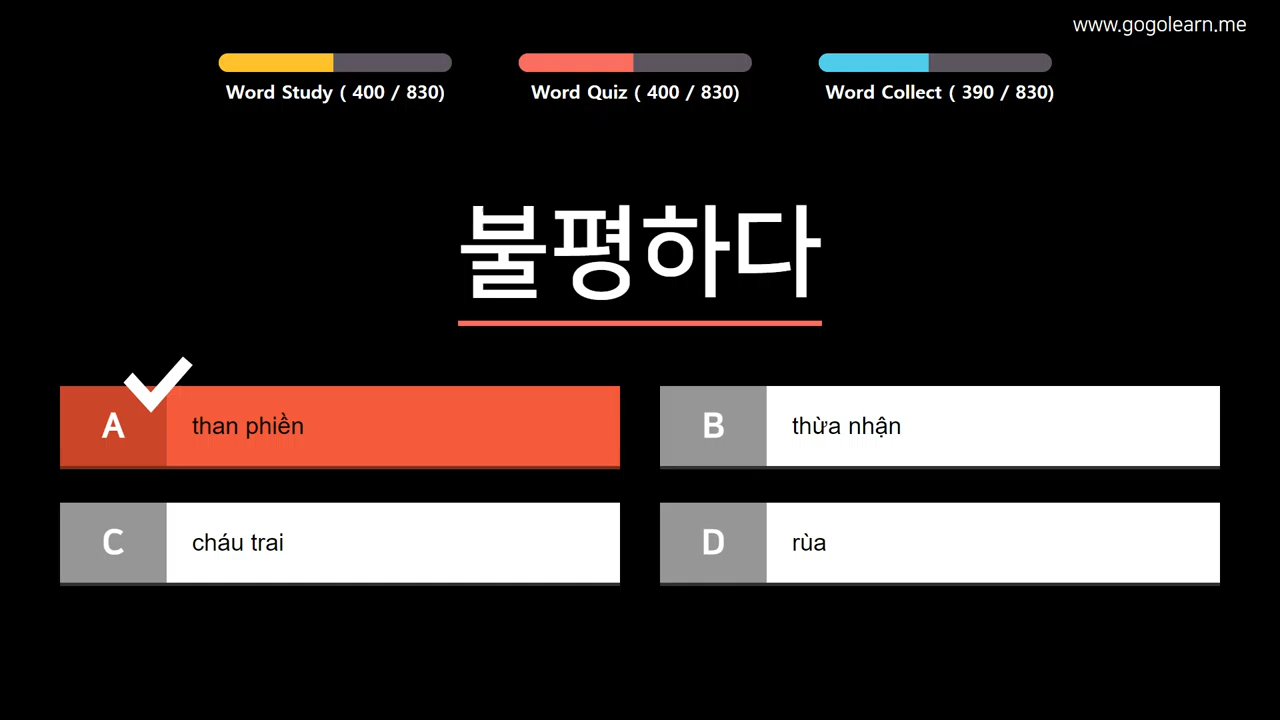 www.gogolearn.me
Word Study ( 400 / 830)
Word Quiz ( 400 / 830)
Word Collect ( 390 / 830)
불평하다
A
than phiền
B
thừa nhận
C
cháu trai
D
rùa